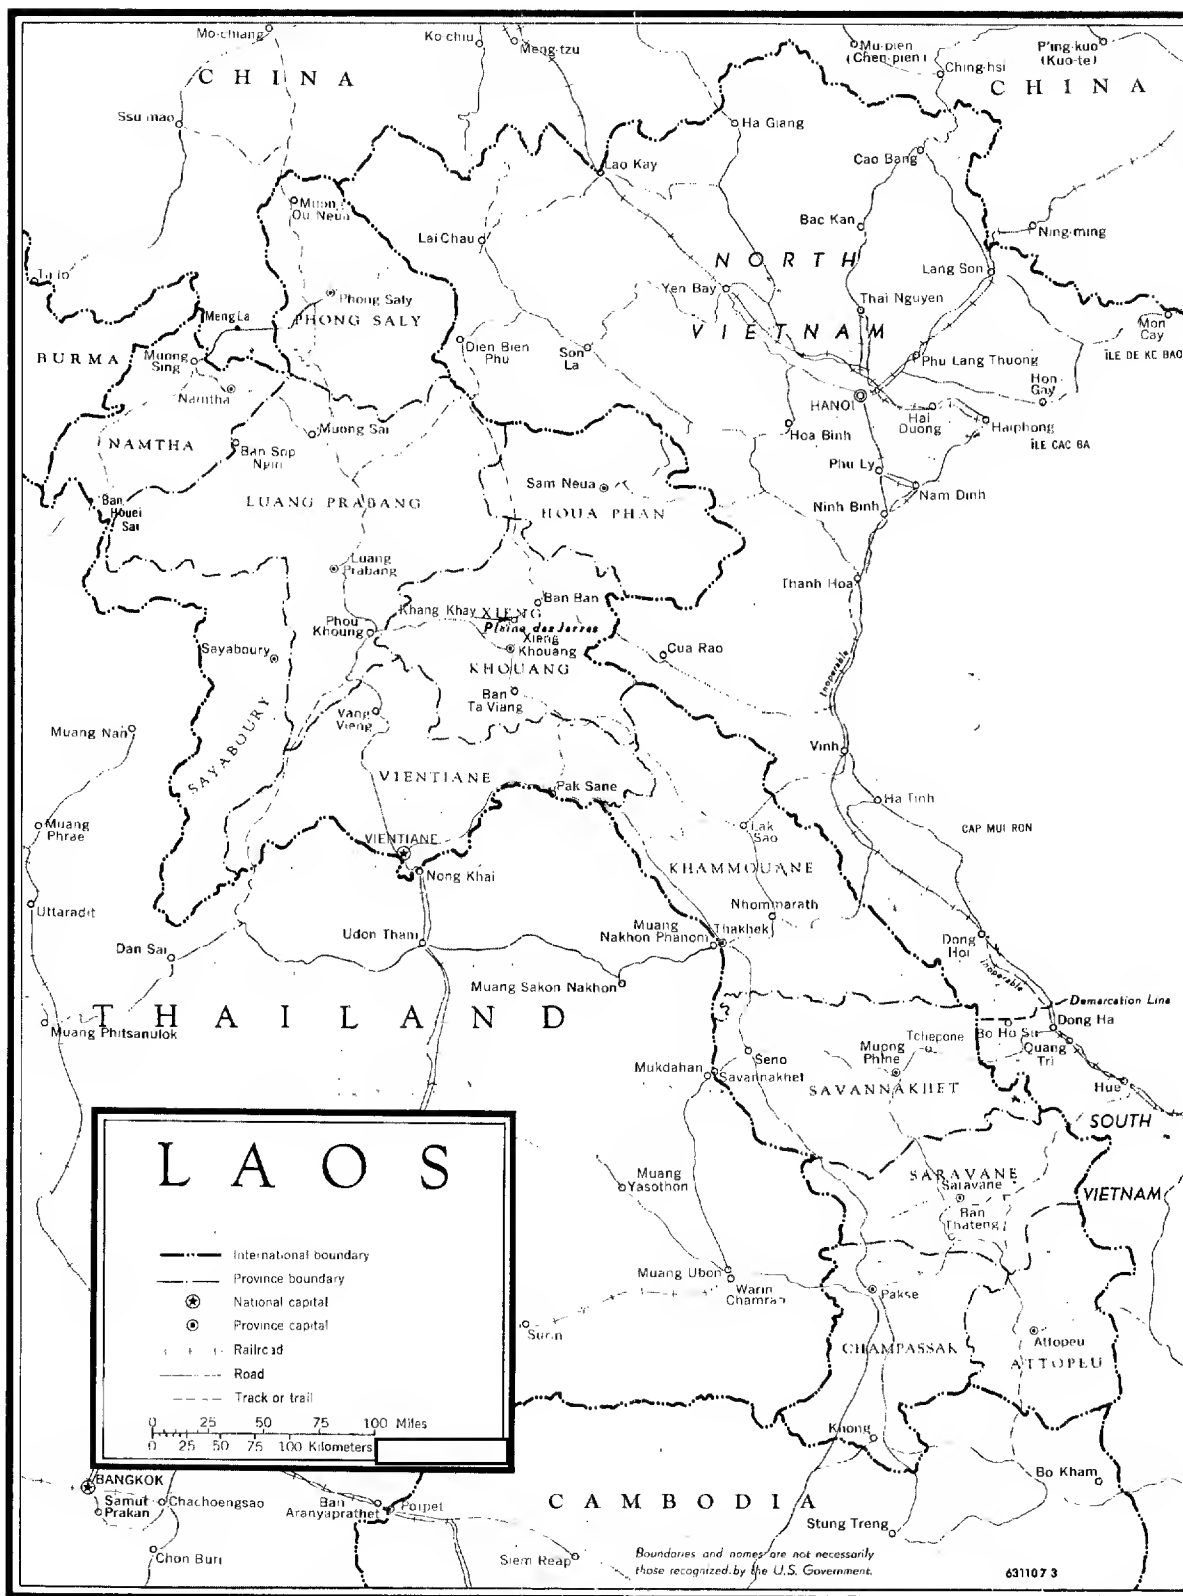 Mo-chiang
Ko-chiu
Meng-tzu
Mu-pien
(Chen-pien)
P'ing-kuo
(Kuo-te)
Ching-hsi
CHINA
CHINA
Ssu-mao
Ha Giang
Cao Bang
Lao Kay
Muong
Ou Neua
Bac Kan
Lai Chau
Ning-ming
NORTH
Lang Son
Yen Bay
Phong Saly
Thai Nguyen
Meng La
PHONG SALY
VIETNAM
Mon
Cay
BURMA
Muong
Sing
Dien Bien
Phu
Son
La
Phu Lang Thuong
ÎLE DE KE BAO
Namtha
HANOI
Hon
Gay
Hai
Duong
Haiphong
Muong Sai
Hoa Binh
NAMTHA
Ban Sop
ÎLE CAC BA
Phu Ly
Sam Neua
Nam Dinh
Ban
Houei
Sai
LUANG PRABANG
HOUA PHAN
Ninh Binh
Luang
Prabang
Thanh Hoa
Ban Ban
Khang Khay
XIENG
Plaine des Jarres
Phou
Khoung
Xieng
Khouang
Sayaboury
KHOUANG
Cua Rao
Inoperable
Ban
Ta Viang
Vang
Vieng
Muang Nan
SAYABOURY
Vinh
VIENTIANE
Pak Sane
Ha Tinh
Muang
Phrae
Lak
Sao
CAP MUI RON
VIENTIANE
KHAMMOUANE
Nong Khai
Nhommarath
Uttaradit
Muang
Nakhon Phanom
Thakhek
Udon Thani
Dan Sai
Dong
Hoi
Inoperable
Muang Sakon Nakhon
Demarcation Line
THAILAND
Muang Phitsanulok
Bo Ho Su
Dong Ha
Tchepone
Quang
Tri
Muong
Phine
Seno
Mukdahan
Savannakhet
SAVANNAKHET
Hue
SOUTH
VIETNAM
LAOS
Muang
Yasothon
SARAVANE
Saravane
Ban
Thateng
International boundary
Province boundary
National capital
Province capital
Railroad
Road
Track or trail
Muang Ubon
Warin
Chamrap
Pakse
Surin
Attopeu
CHAMPASSAK
ATTOPEU
0 25 50 75 100 Miles
0 25 50 75 100 Kilometers
Khong
BANGKOK
Bo Kham
Samut
Prakan
Chachoengsao
Ban
Aranyaprathet
Poipet
CAMBODIA
Stung Treng
Chon Buri
Siem Reap
Boundaries and names are not necessarily
those recognized by the U.S. Government.
63110 7 3